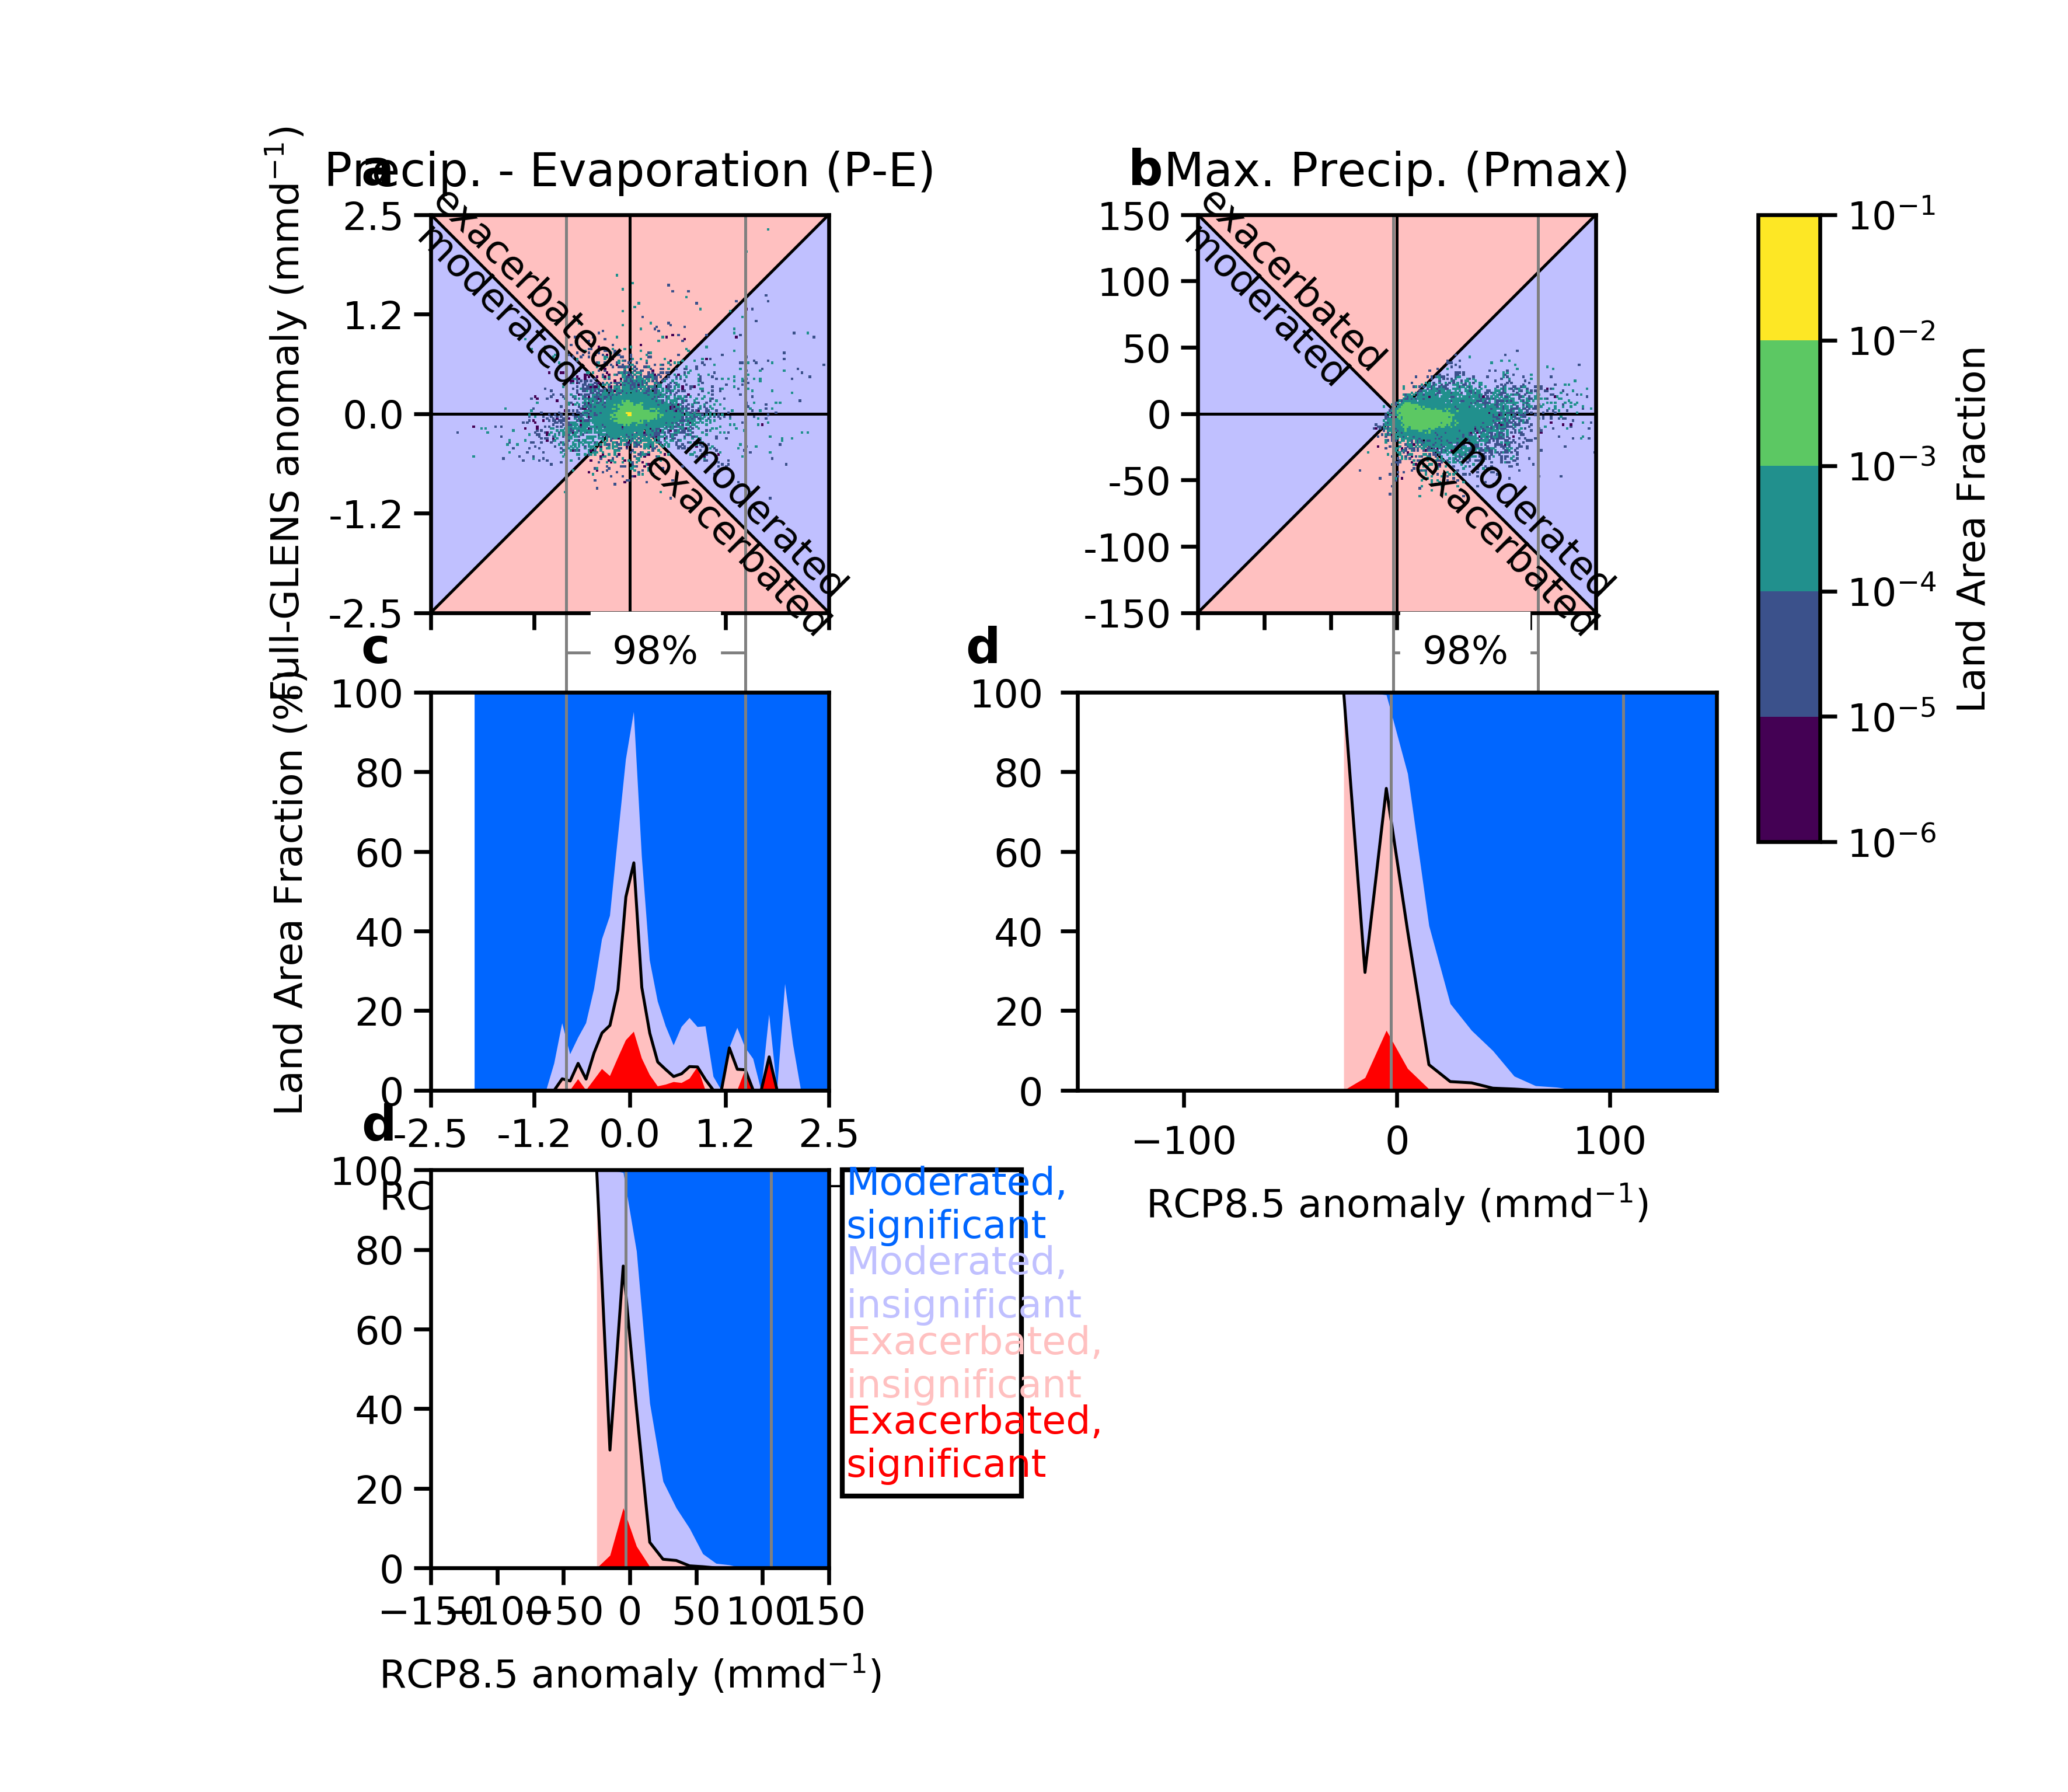 a
Precip. - Evaporation (P-E)
b
Max. Precip. (Pmax)
Full-GLENS anomaly (mmd⁻¹)
2.5
1.2
0.0
-1.2
-2.5
exacerbated
moderated
moderated
exacerbated
150
100
50
0
-50
-100
-150
exacerbated
moderated
moderated
exacerbated
10⁻¹
10⁻²
10⁻³
10⁻⁴
10⁻⁵
10⁻⁶
Land Area Fraction
c
98%
d
98%
Land Area Fraction (%)
100
80
60
40
20
0
-2.5
-1.2
0.0
1.2
2.5
RC
100
80
60
40
20
0
−100
0
100
RCP8.5 anomaly (mmd⁻¹)
d
100
80
60
40
20
0
−150
−100
−50
0
50
100
150
RCP8.5 anomaly (mmd⁻¹)
Moderated,
significant
Moderated,
insignificant
Exacerbated,
insignificant
Exacerbated,
significant